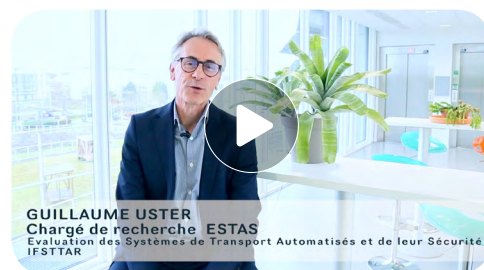 GUILLAUME USTER
Chargé de recherche ESTAS
Evaluation des Systèmes de Transport Automatisés et de leur Sécurité
IFSTTAR